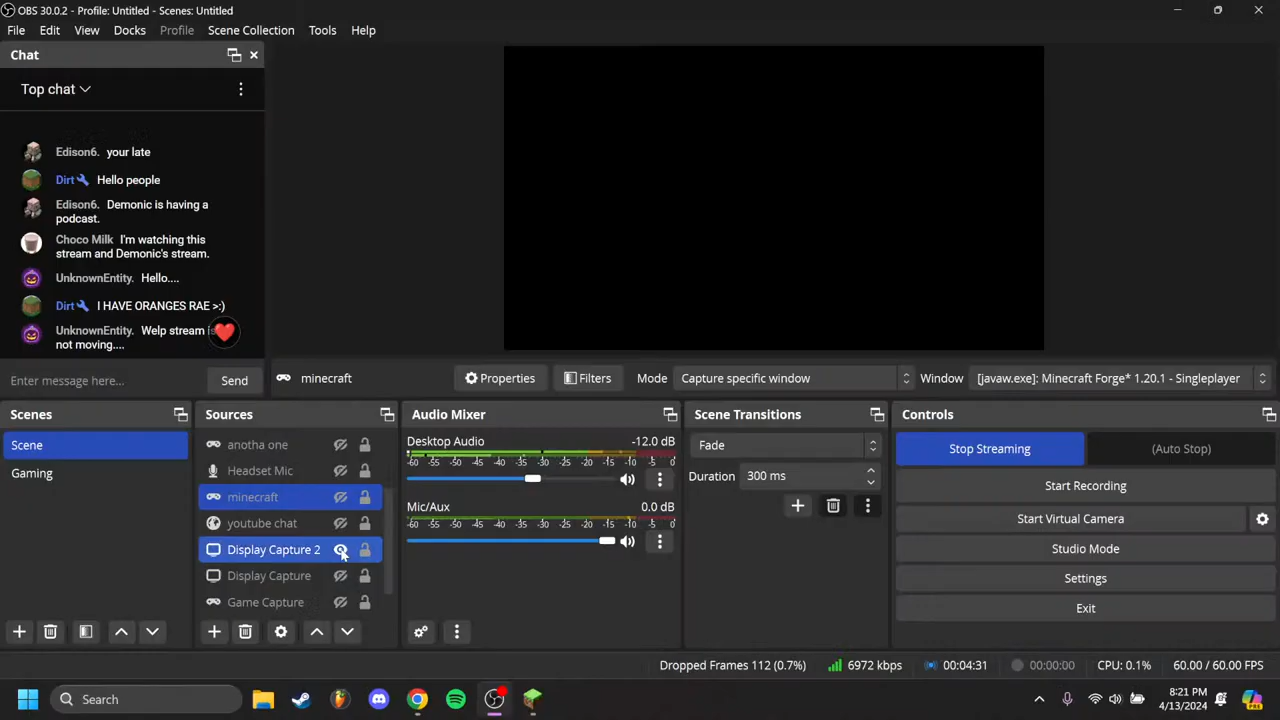 OBS 30.0.2 - Profile: Untitled - Scenes: Untitled
File Edit View Docks Profile Scene Collection Tools Help
Chat
Top chat
Edison6. your late
Dirt Hello people
Edison6. Demonic is having a
podcast.
Choco Milk I'm watching this
stream and Demonic's stream.
UnknownEntity. Hello....
Dirt I HAVE ORANGES RAE >:)
UnknownEntity. Welp stream
not moving....
Enter message here... Send
minecraft Properties Filters Mode Capture specific window Window [javaw.exe]: Minecraft Forge* 1.20.1 - Singleplayer
Scenes
Scene
Gaming
Sources
anotha one
Headset Mic
minecraft
youtube chat
Display Capture 2
Display Capture
Game Capture
Audio Mixer
Desktop Audio -12.0 dB
-60 -55 -50 -45 -40 -35 -30 -25 -20 -15 -10 -5 0
Mic/Aux 0.0 dB
-60 -55 -50 -45 -40 -35 -30 -25 -20 -15 -10 -5 0
Scene Transitions
Fade
Duration 300 ms
Controls
Stop Streaming (Auto Stop)
Start Recording
Start Virtual Camera
Studio Mode
Settings
Exit
Dropped Frames 112 (0.7%) 6972 kbps 00:04:31 00:00:00 CPU: 0.1% 60.00 / 60.00 FPS
Search
8:21 PM
4/13/2024